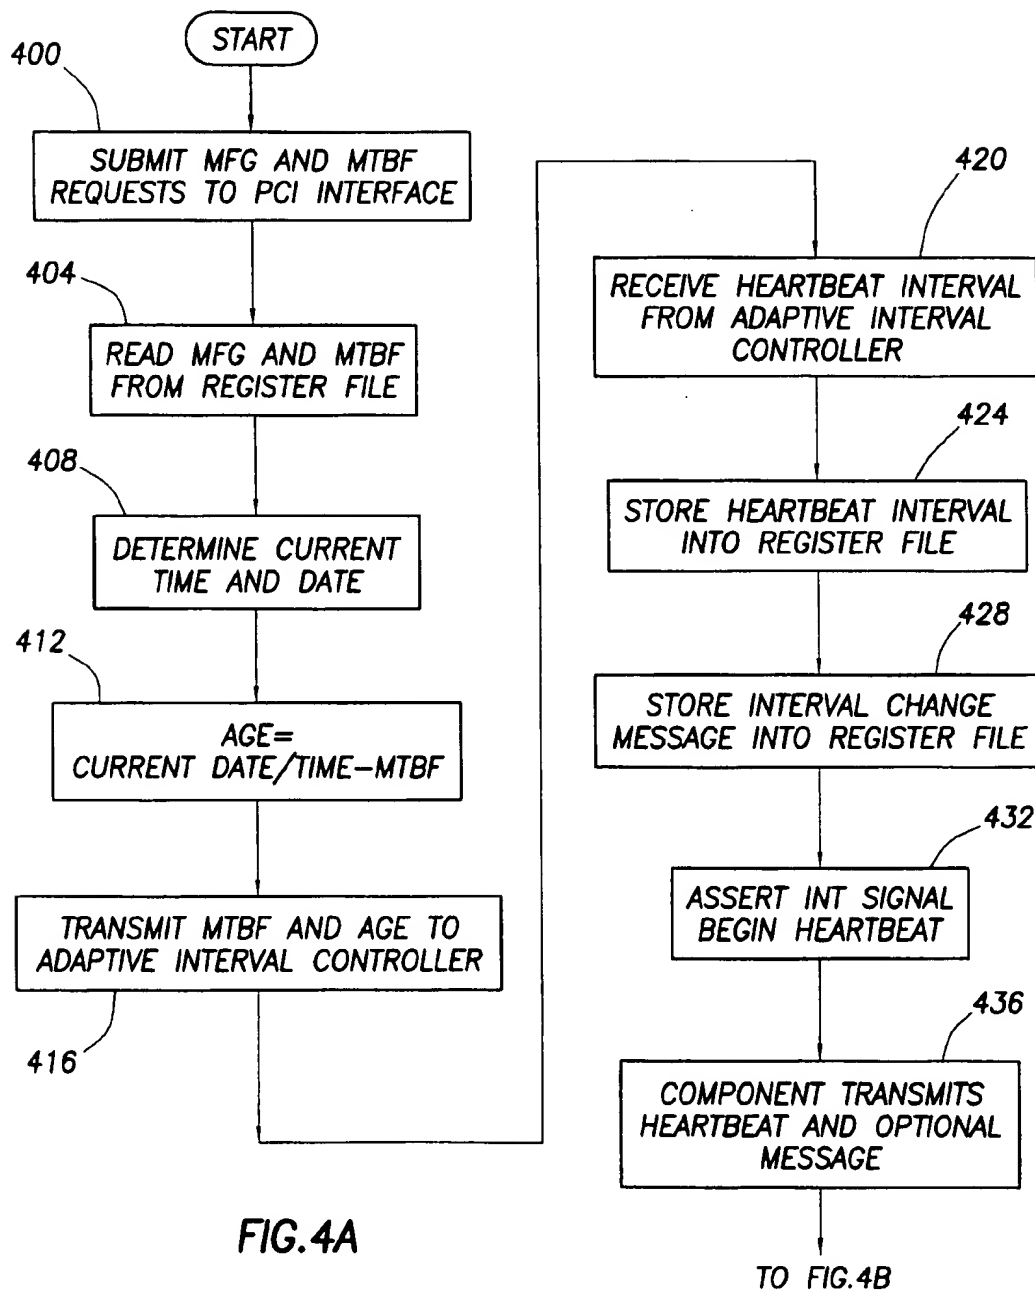 START
400
SUBMIT MFG AND MTBF
REQUESTS TO PCI INTERFACE
404
READ MFG AND MTBF
FROM REGISTER FILE
408
DETERMINE CURRENT
TIME AND DATE
412
AGE=
CURRENT DATE/TIME-MTBF
TRANSMIT MTBF AND AGE TO
ADAPTIVE INTERVAL CONTROLLER
416
420
RECEIVE HEARTBEAT INTERVAL
FROM ADAPTIVE INTERVAL
CONTROLLER
424
STORE HEARTBEAT INTERVAL
INTO REGISTER FILE
428
STORE INTERVAL CHANGE
MESSAGE INTO REGISTER FILE
432
ASSERT INT SIGNAL
BEGIN HEARTBEAT
436
COMPONENT TRANSMITS
HEARTBEAT AND OPTIONAL
MESSAGE
TO FIG.4B
FIG.4A